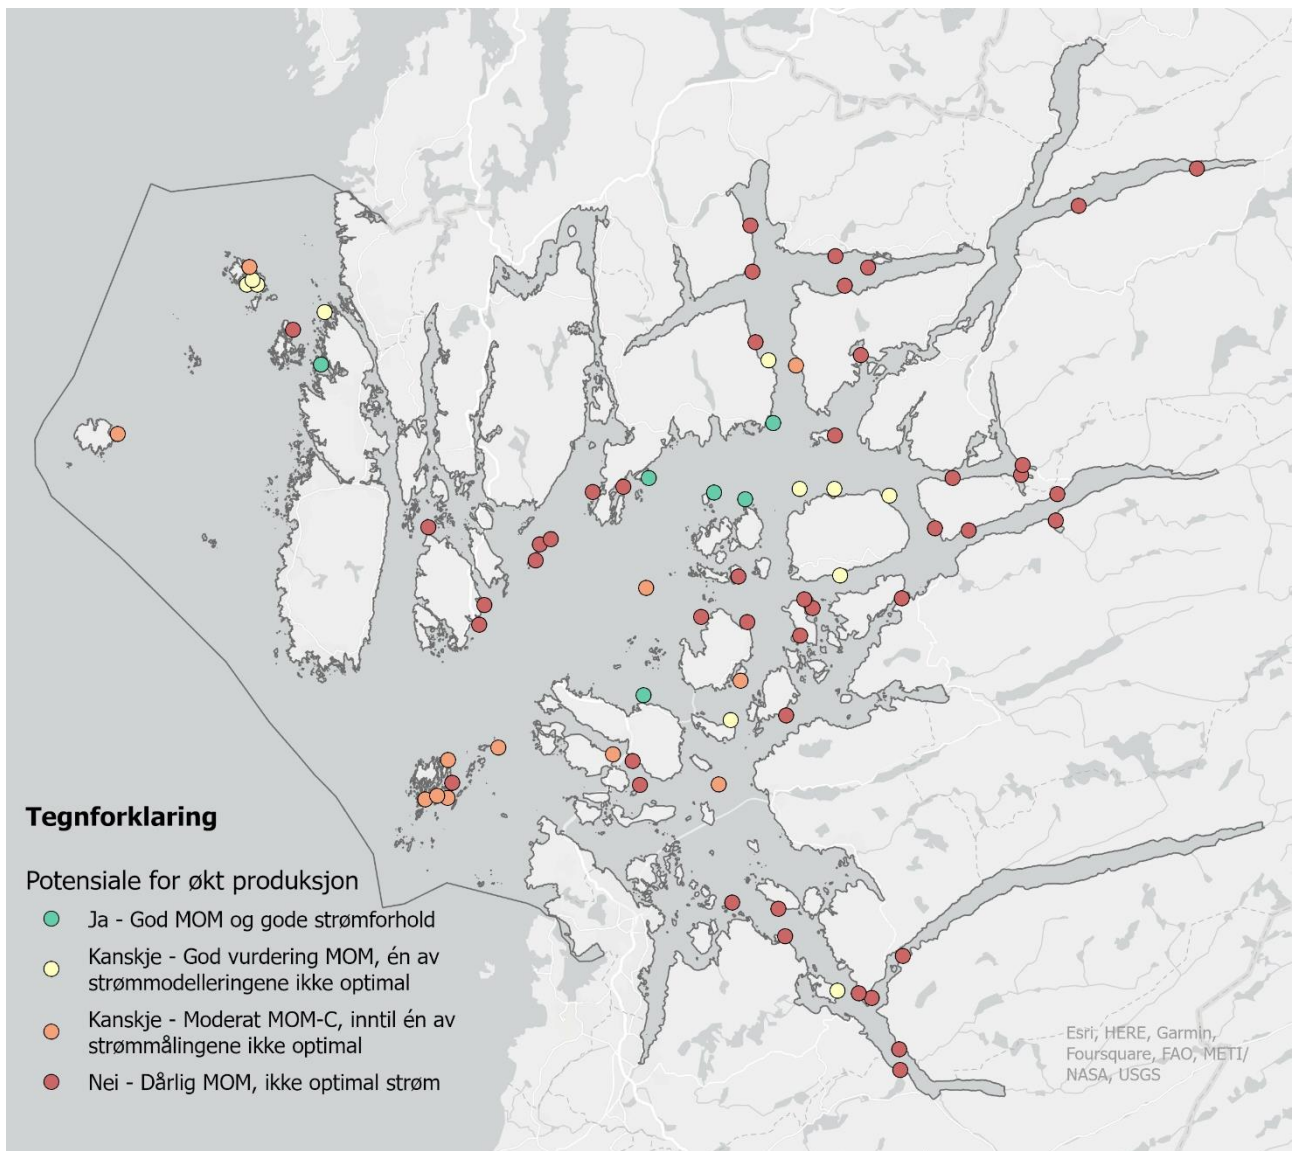 Tegnforklaring
Potensiale for økt produksjon
Ja - God MOM og gode strømforhold
Kanskje - God vurdering MOM, én av
strømmodelleringene ikke optimal
Kanskje - Moderat MOM-C, inntil én av
strømmålingene ikke optimal
Nei - Dårlig MOM, ikke optimal strøm
Esri, HERE, Garmin,
Foursquare, FAO, METI/
NASA, USGS